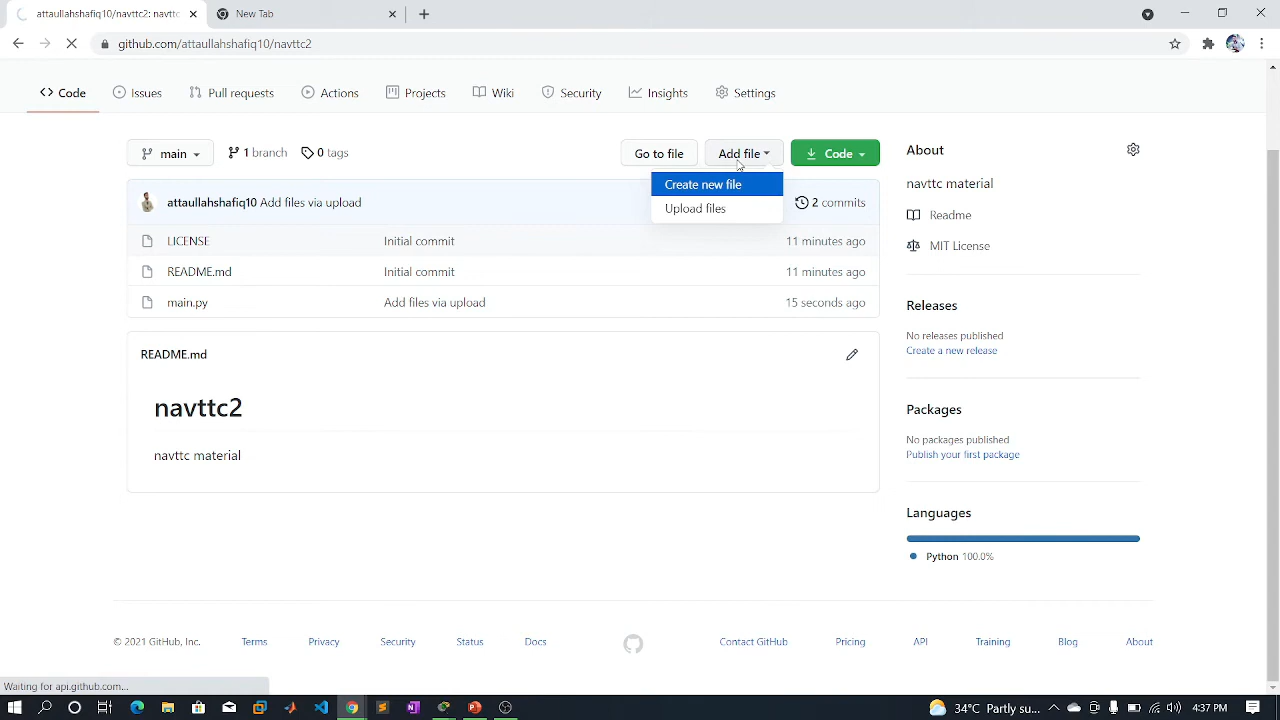 attaullahshafiq10/navttc2: navttc
New Tab
github.com/attaullahshafiq10/navttc2
Code Issues Pull requests Actions Projects Wiki Security Insights Settings
main 1 branch 0 tags Go to file Add file Code
Create new file
Upload files
attaullahshafiq10 Add files via upload 2 commits
LICENSE Initial commit 11 minutes ago
README.md Initial commit 11 minutes ago
main.py Add files via upload 15 seconds ago
README.md
navttc2
navttc material
About
navttc material
Readme
MIT License
Releases
No releases published
Create a new release
Packages
No packages published
Publish your first package
Languages
Python 100.0%
© 2021 GitHub, Inc. Terms Privacy Security Status Docs Contact GitHub Pricing API Training Blog About
Waiting for api.github.com...
34°C Partly su... 4:37 PM